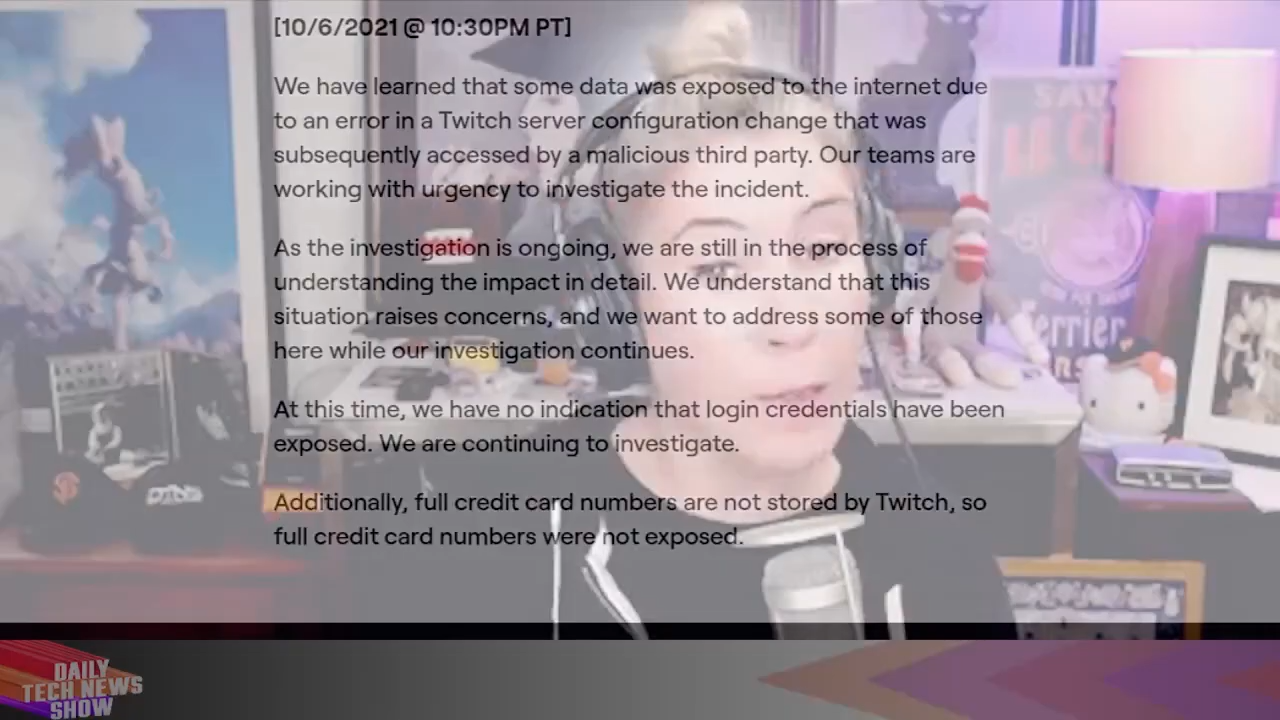 [10/6/2021 @ 10:30PM PT]
We have learned that some data was exposed to the internet due
to an error in a Twitch server configuration change that was
subsequently accessed by a malicious third party. Our teams are
working with urgency to investigate the incident.
As the investigation is ongoing, we are still in the process of
understanding the impact in detail. We understand that this
situation raises concerns, and we want to address some of those
here while our investigation continues.
At this time, we have no indication that login credentials have been
exposed. We are continuing to investigate.
Additionally, full credit card numbers are not stored by Twitch, so
full credit card numbers were not exposed.
DAILY
TECH NEWS
SHOW